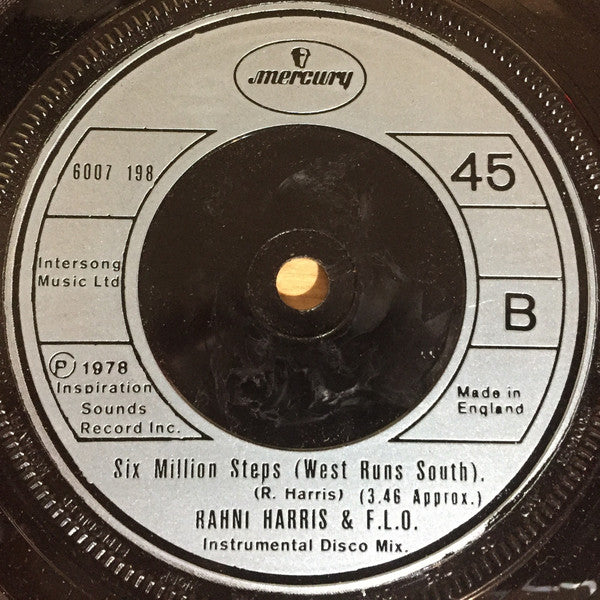 mercury
6007 198
45
Intersong
Music Ltd
B
℗ 1978
Inspiration
Sounds
Record Inc.
Made in
England
Six Million Steps (West Runs South).
(R. Harris) (3.46 Approx.)
RAHNI HARRIS & F.L.O.
Instrumental Disco Mix.